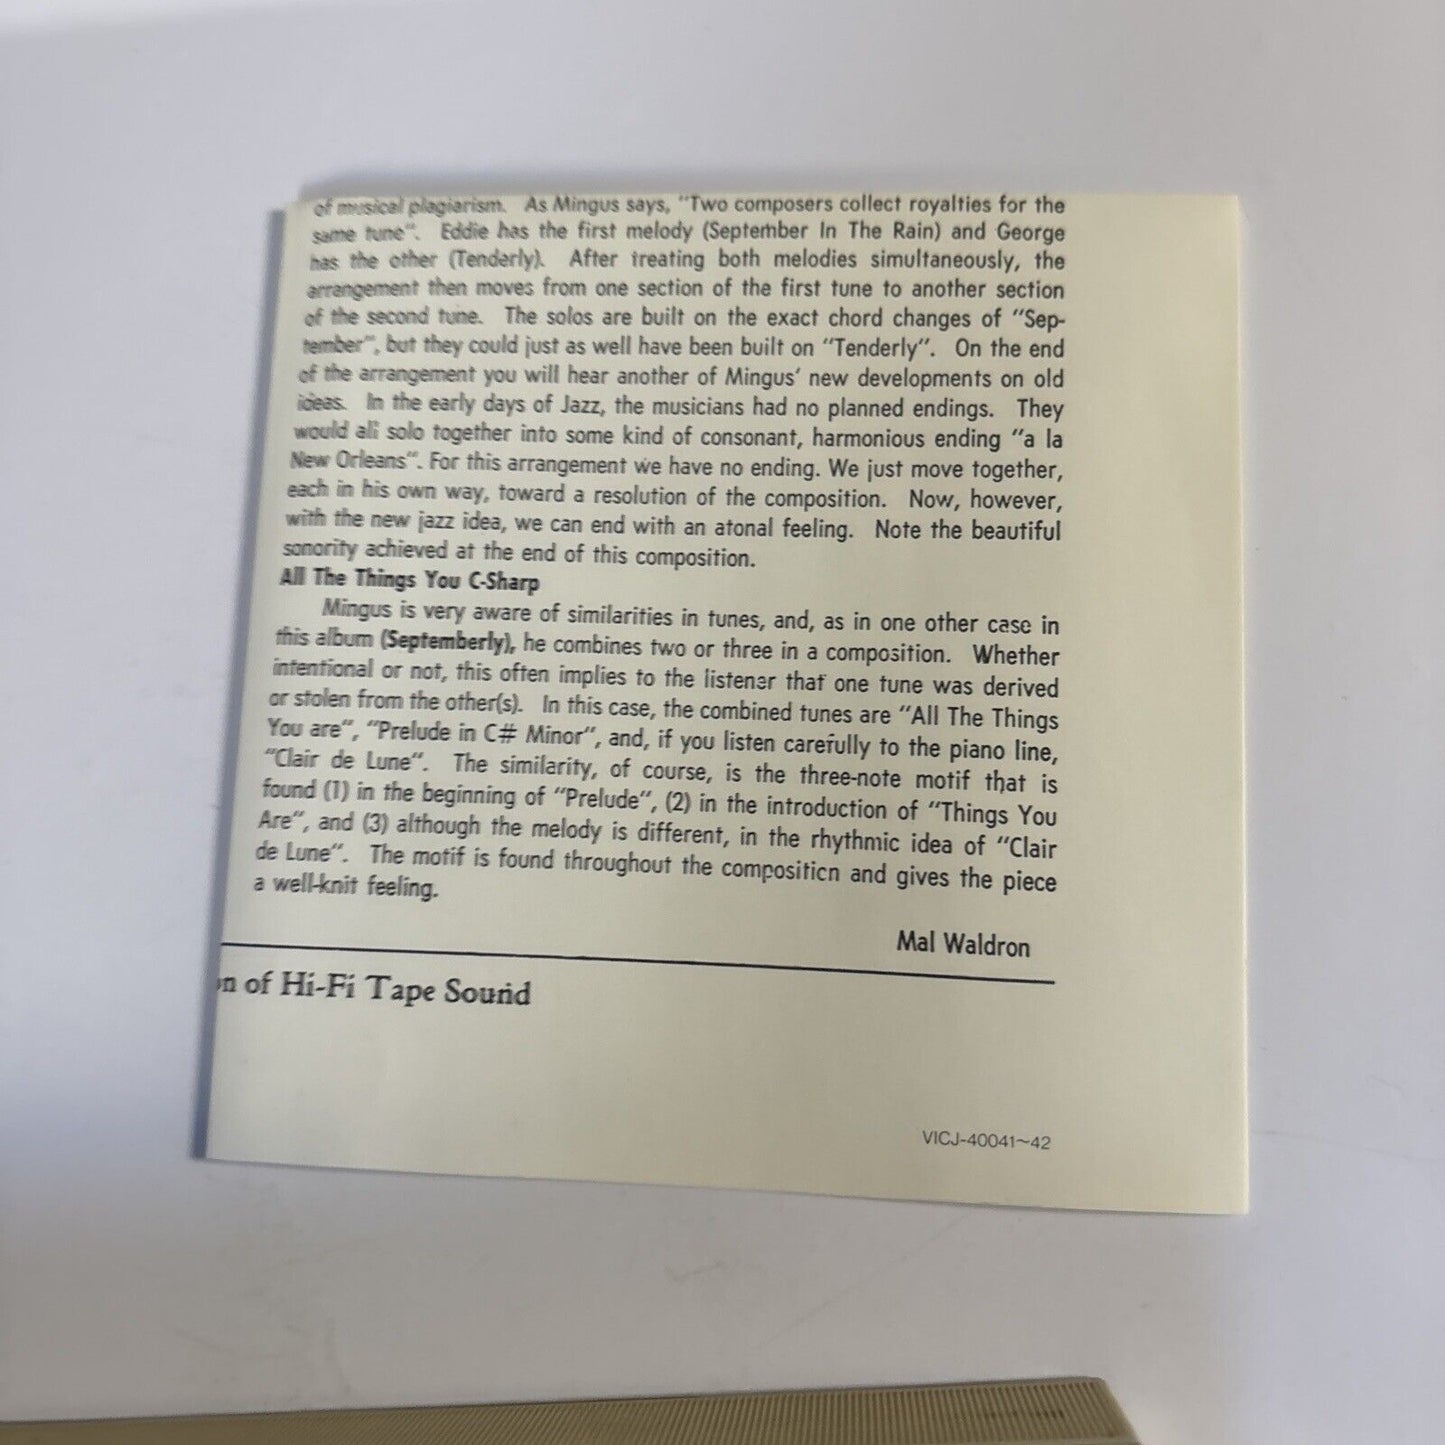 of musical plagiarism. As Mingus says, "Two composers collect royalties for the
same tune". Eddie has the first melody (September In The Rain) and George
has the other (Tenderly). After treating both melodies simultaneously, the
arrangement then moves from one section of the first tune to another section
of the second tune. The solos are built on the exact chord changes of "Sep-
tember", but they could just as well have been built on "Tenderly". On the end
of the arrangement you will hear another of Mingus' new developments on old
ideas. In the early days of Jazz, the musicians had no planned endings. They
would all solo together into some kind of consonant, harmonious ending "a la
New Orleans". For this arrangement we have no ending. We just move together,
each in his own way, toward a resolution of the composition. Now, however,
with the new jazz idea, we can end with an atonal feeling. Note the beautiful
sonority achieved at the end of this composition.
All The Things You C-Sharp
Mingus is very aware of similarities in tunes, and, as in one other case in
this album (Septemberly), he combines two or three in a composition. Whether
intentional or not, this often implies to the listener that one tune was derived
or stolen from the other(s). In this case, the combined tunes are "All The Things
You are", "Prelude in C# Minor", and, if you listen carefully to the piano line,
"Clair de Lune". The similarity, of course, is the three-note motif that is
found (1) in the beginning of "Prelude", (2) in the introduction of "Things You
Are", and (3) although the melody is different, in the rhythmic idea of "Clair
de Lune". The motif is found throughout the composition and gives the piece
a well-knit feeling.
Mal Waldron
on of Hi-Fi Tape Sound
VICJ-40041~42